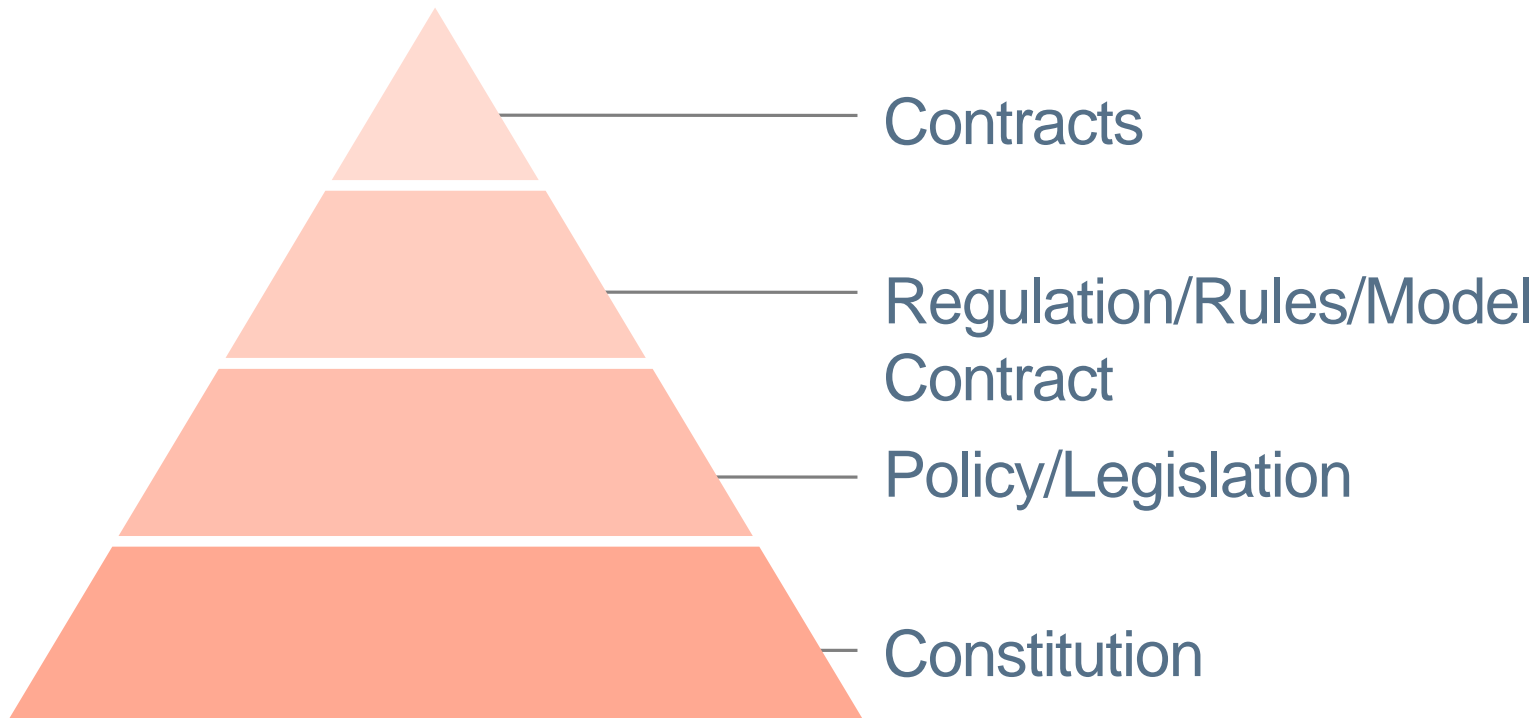 Contracts
Regulation/Rules/Model
Contract
Policy/Legislation
Constitution